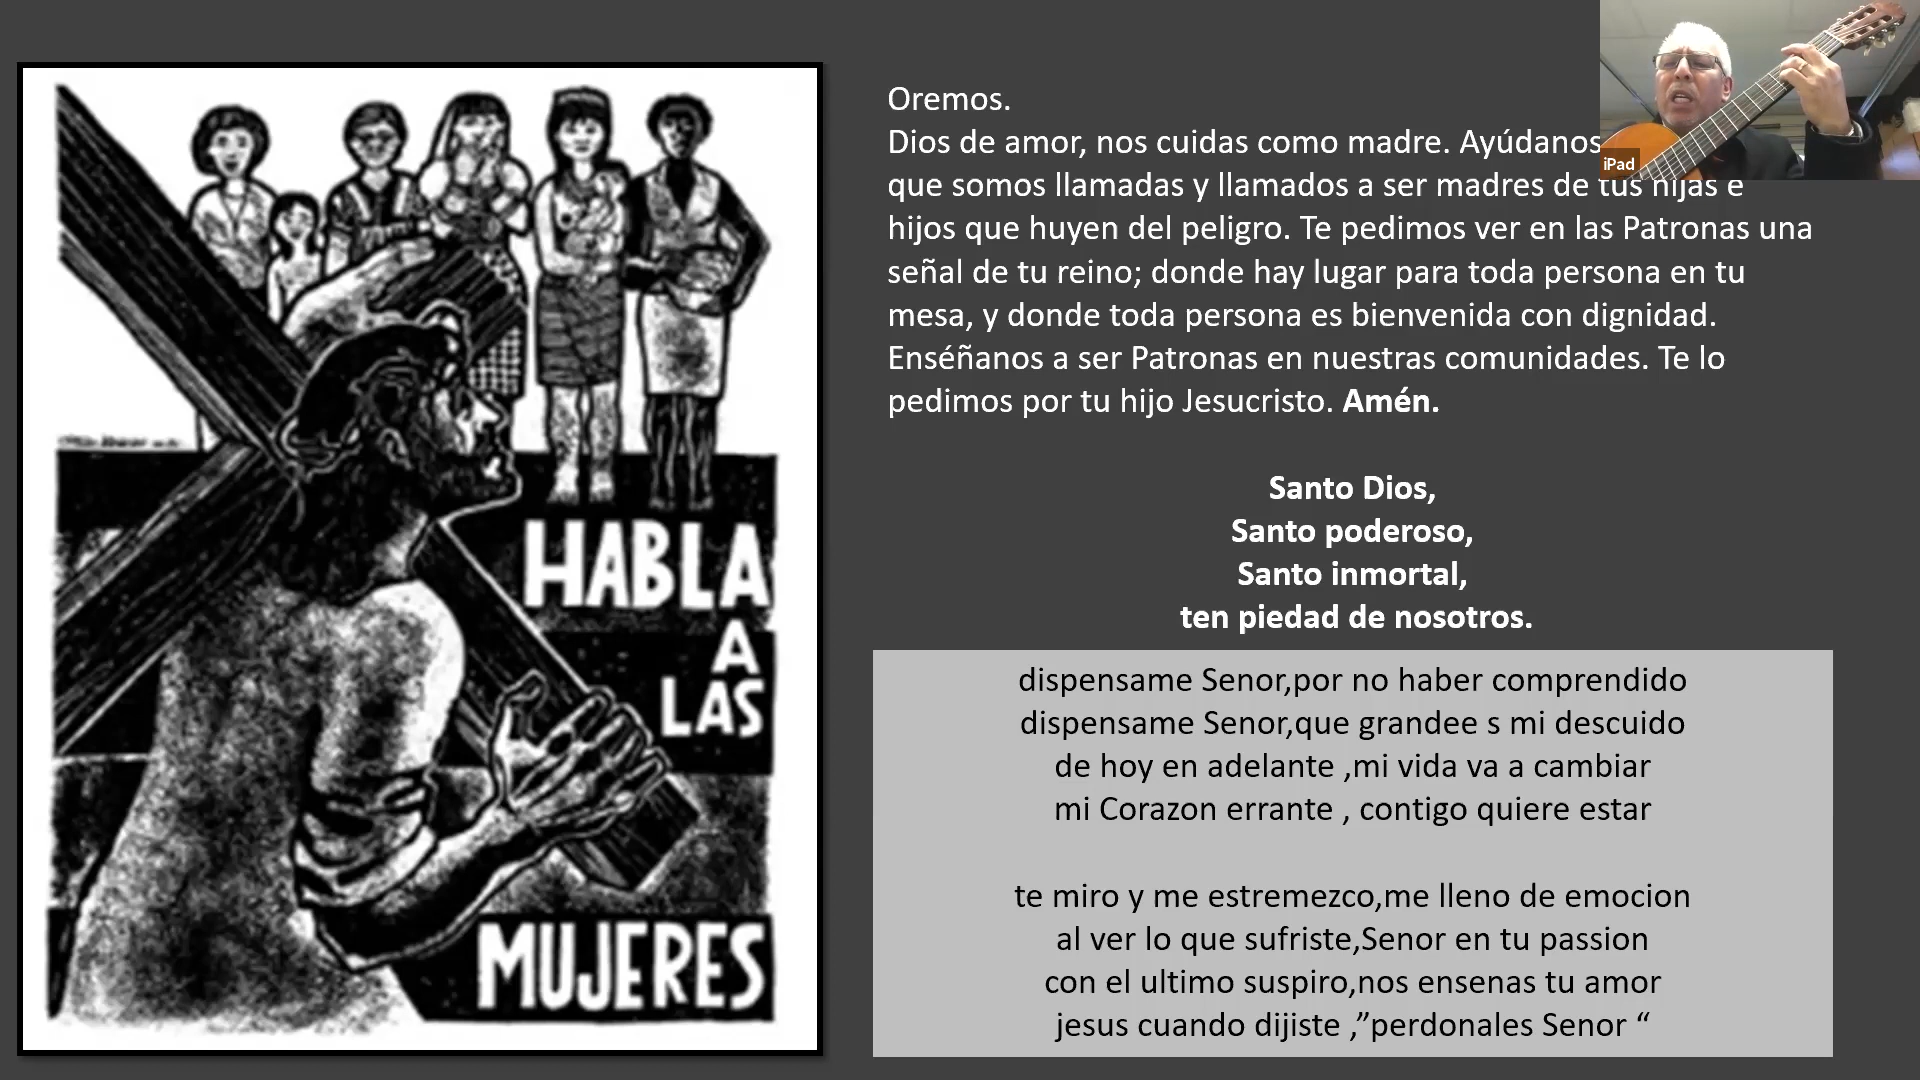 HABLA
A
LAS
MUJERES
Oremos.
Dios de amor, nos cuidas como madre. Ayúdanos
que somos llamadas y llamados a ser madres de tus hijas e
hijos que huyen del peligro. Te pedimos ver en las Patronas una
señal de tu reino; donde hay lugar para toda persona en tu
mesa, y donde toda persona es bienvenida con dignidad.
Enséñanos a ser Patronas en nuestras comunidades. Te lo
pedimos por tu hijo Jesucristo. Amén.
Santo Dios,
Santo poderoso,
Santo inmortal,
ten piedad de nosotros.
dispensame Senor,por no haber comprendido
dispensame Senor,que grandee s mi descuido
de hoy en adelante ,mi vida va a cambiar
mi Corazon errante , contigo quiere estar
te miro y me estremezco,me lleno de emocion
al ver lo que sufriste,Senor en tu passion
con el ultimo suspiro,nos ensenas tu amor
jesus cuando dijiste ,”perdonales Senor “
iPad